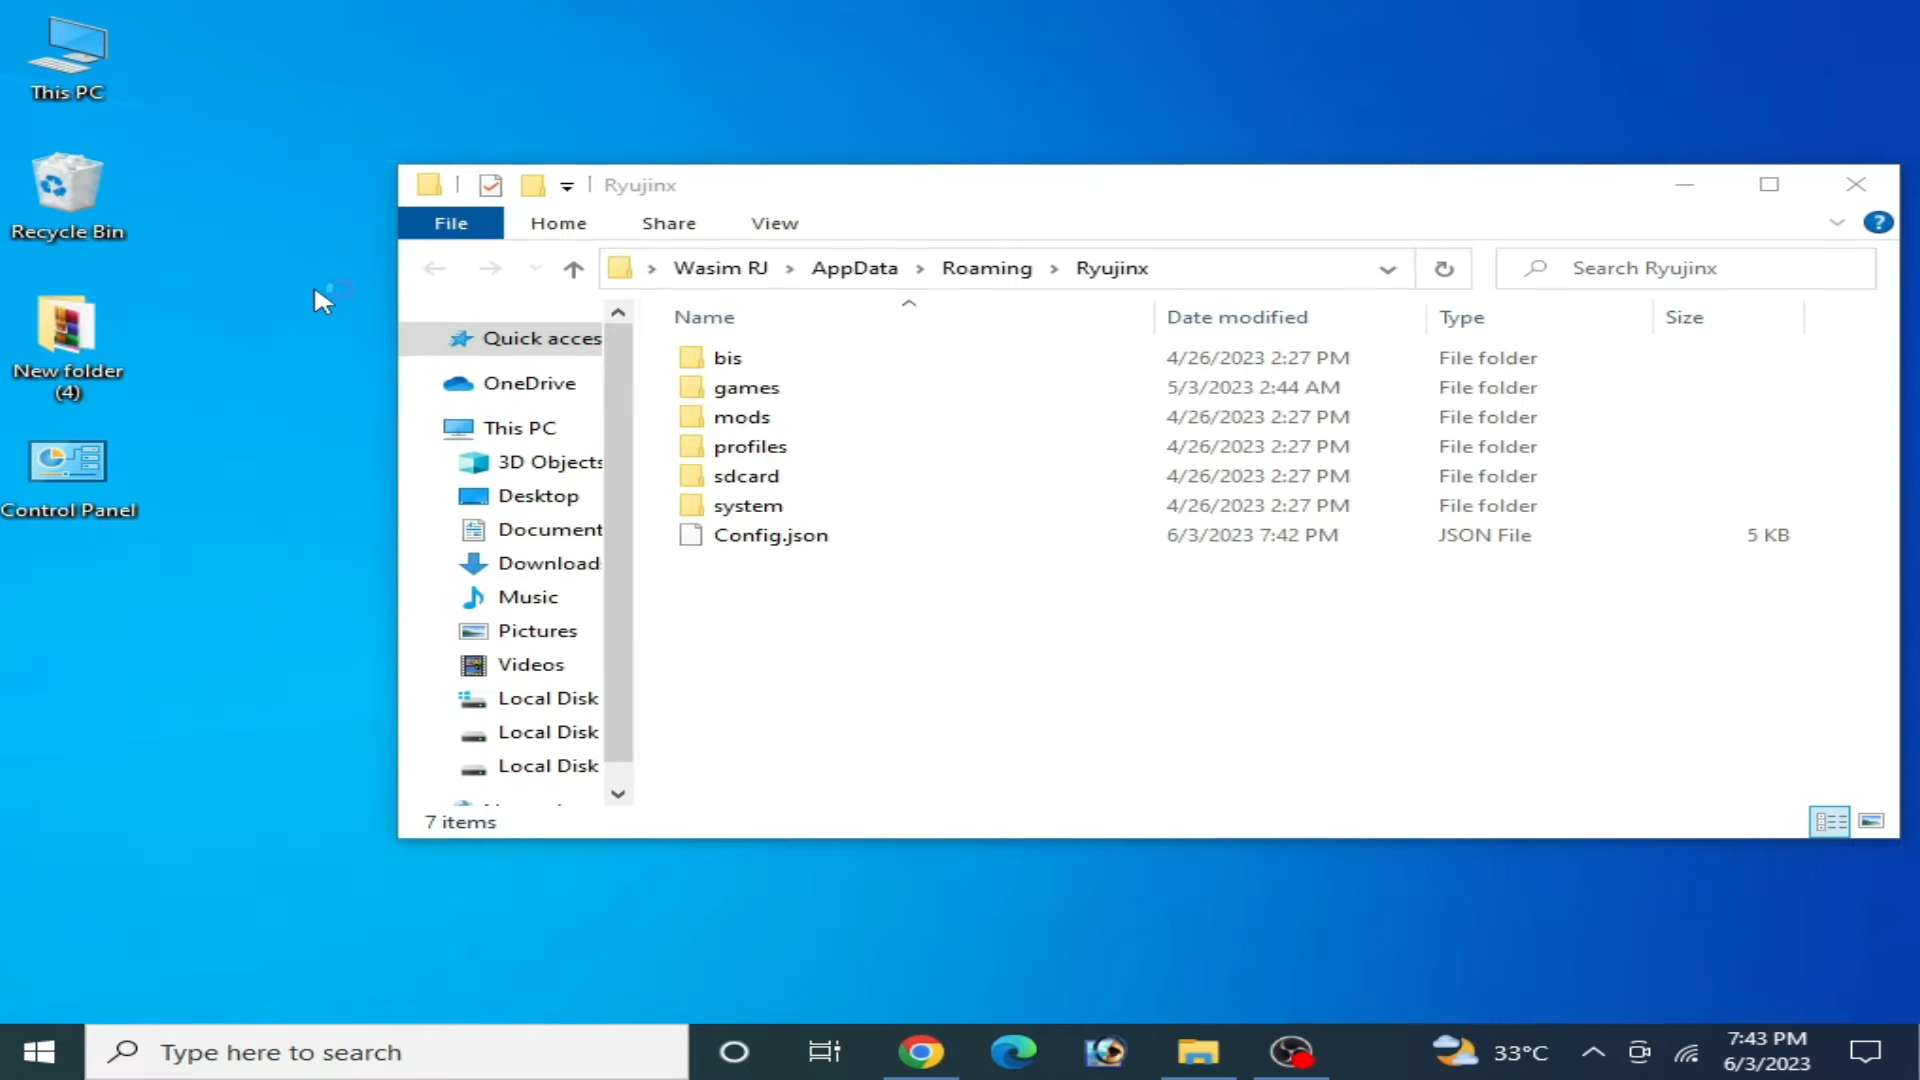 This PC
Recycle Bin
New folder
(4)
Control Panel
Ryujinx
File
Home
Share
View
?
Wasim RJ
AppData
Roaming
Ryujinx
Search Ryujinx
Quick acces
OneDrive
This PC
3D Objects
Desktop
Document
Download
Music
Pictures
Videos
Local Disk
Local Disk
Local Disk
Name Date modified Type Size
bis 4/26/2023 2:27 PM File folder
games 5/3/2023 2:44 AM File folder
mods 4/26/2023 2:27 PM File folder
profiles 4/26/2023 2:27 PM File folder
sdcard 4/26/2023 2:27 PM File folder
system 4/26/2023 2:27 PM File folder
Config.json 6/3/2023 7:42 PM JSON File 5 KB
7 items
Type here to search
33°C
7:43 PM
6/3/2023